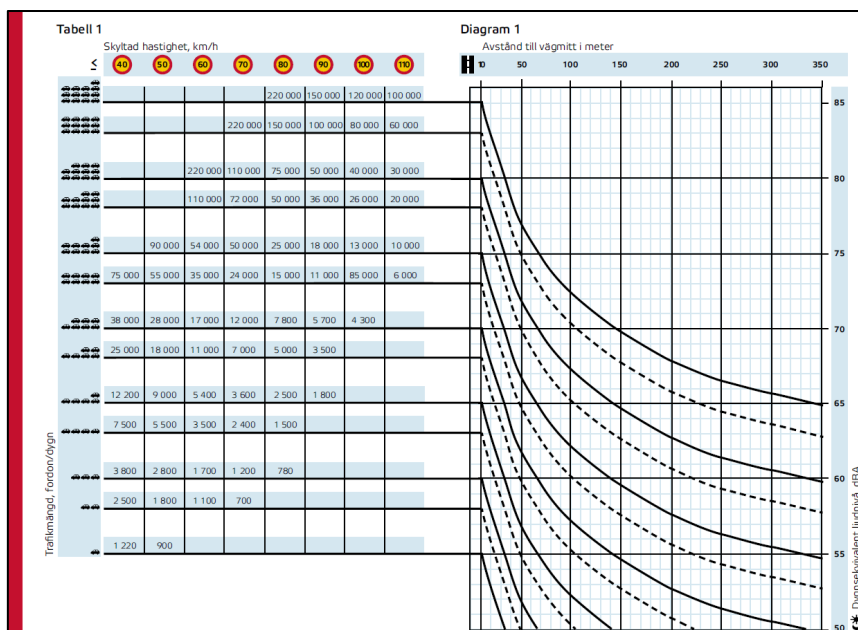 Tabell 1
Skyltad hastighet, km/h
≤ 40 50 60 70 80 90 100 110
220 000 150 000 120 000 100 000
220 000 150 000 100 000 80 000 60 000
220 000 110 000 75 000 50 000 40 000 30 000
110 000 72 000 50 000 36 000 26 000 20 000
90 000 54 000 50 000 25 000 18 000 13 000 10 000
75 000 55 000 35 000 24 000 15 000 11 000 85 000 6 000
38 000 28 000 17 000 12 000 7 800 5 700 4 300
25 000 18 000 11 000 7 000 5 000 3 500
12 200 9 000 5 400 3 600 2 500 1 800
7 500 5 500 3 500 2 400 1 500
3 800 2 800 1 700 1 200 780
2 500 1 800 1 100 700
1 220 900
Trafikmängd, fordon/dygn
Diagram 1
Avstånd till vägmitt i meter
0 10 50 100 150 200 250 300 350
85
80
75
70
65
60
55
50
Dygnsekvivalent ljudnivå, dBA